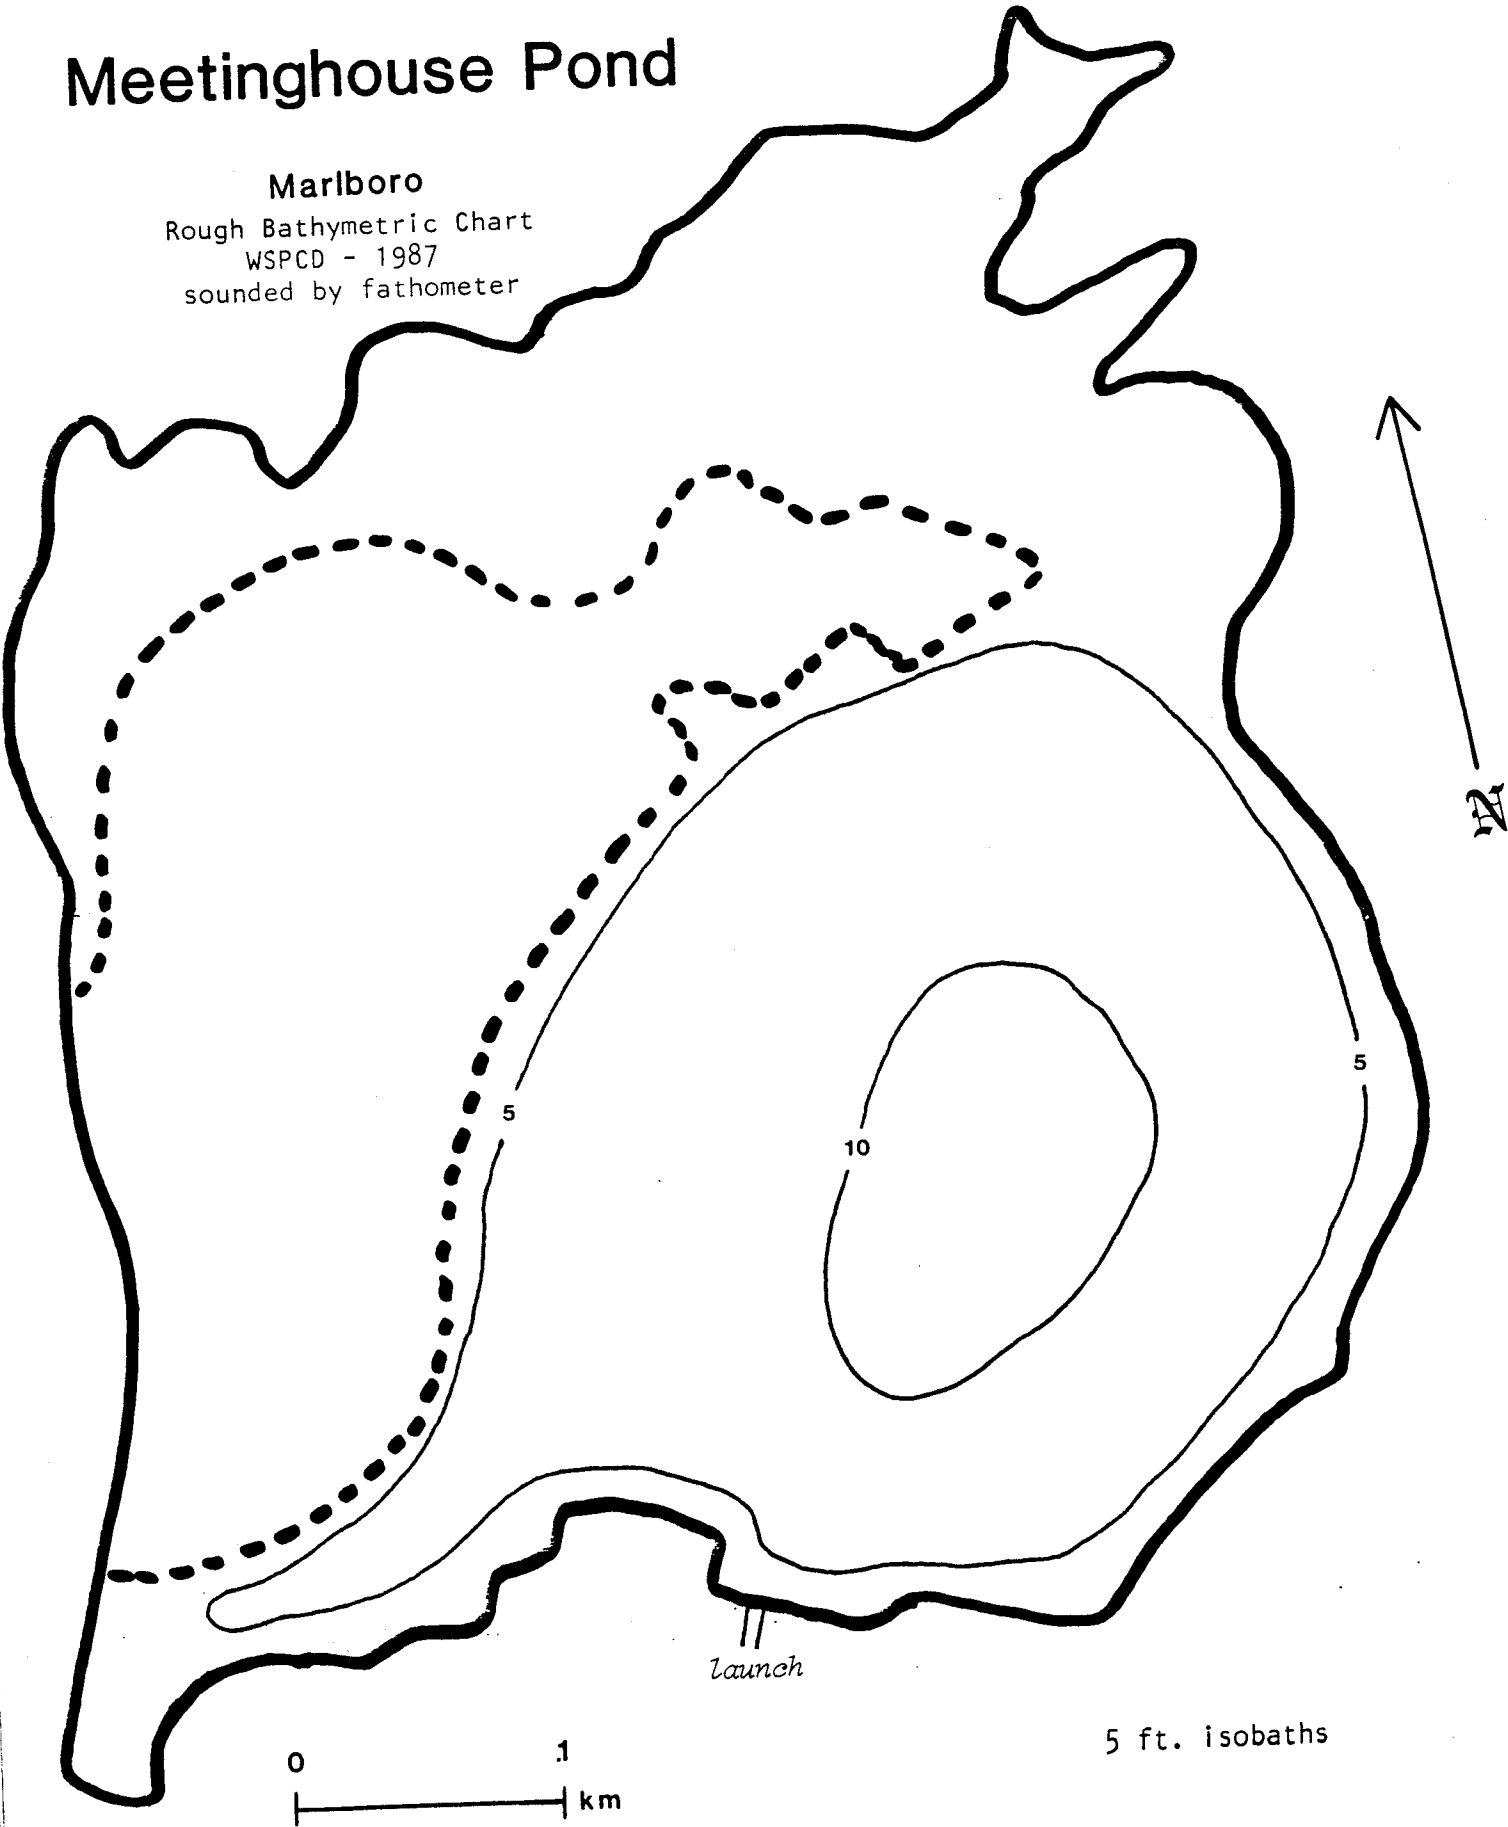 Meetinghouse Pond
Marlboro
Rough Bathymetric Chart
WSPCD - 1987
sounded by fathometer
N
5
5
10
launch
5 ft. isobaths
0 .1
km